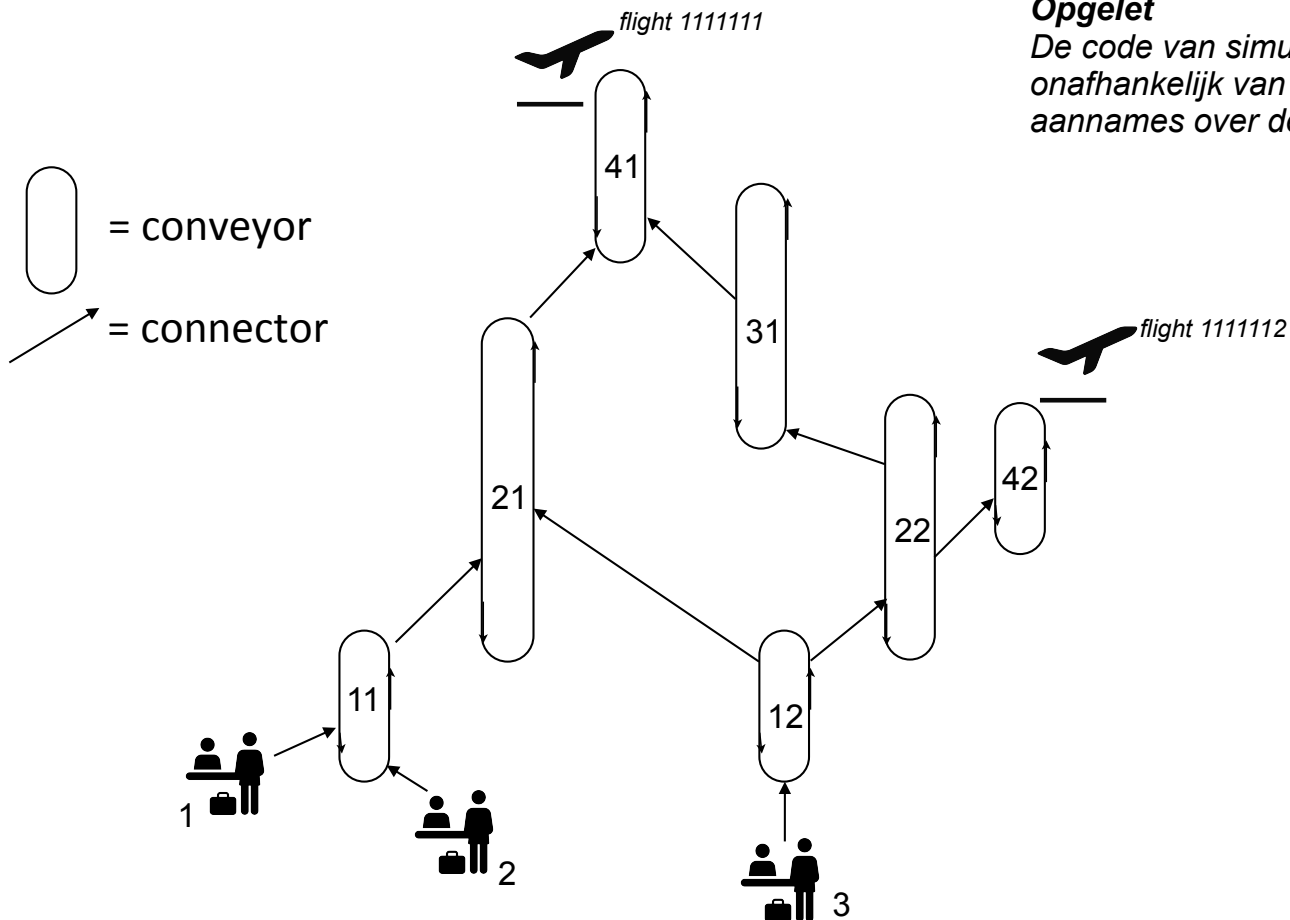 flight 1111111
Opgelet
De code van simu
onafhankelijk van
aannames over de
41
= conveyor
31
= connector
flight 1111112
21
42
22
11
12
1
2
3